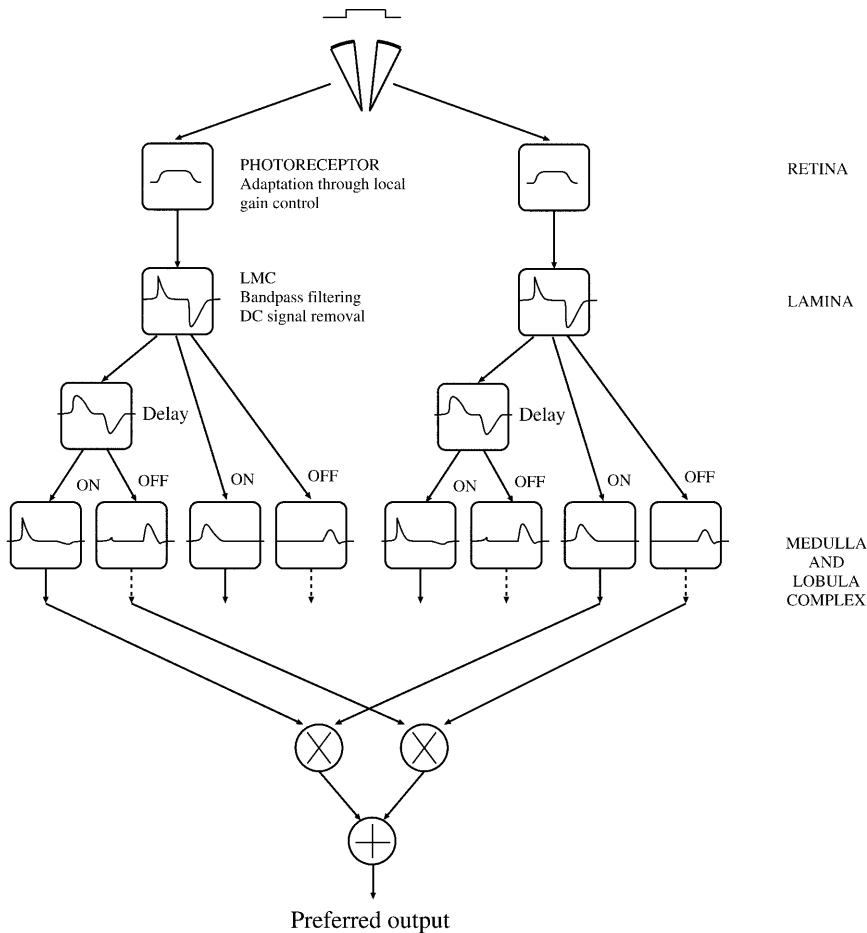 PHOTORECEPTOR
Adaptation through local
gain control
RETINA
LMC
Bandpass filtering
DC signal removal
LAMINA
Delay
Delay
ON
OFF
ON
OFF
ON
OFF
ON
OFF
MEDULLA
AND
LOBULA
COMPLEX
Preferred output